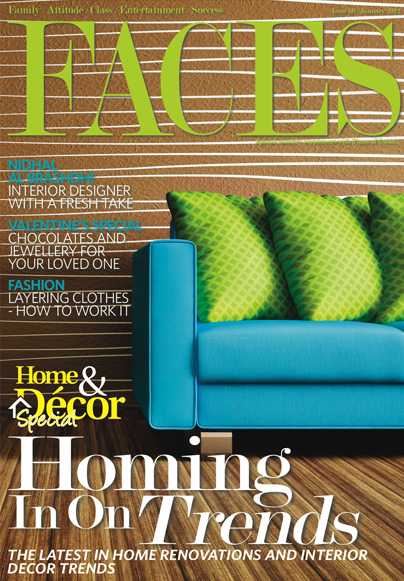 Family / Attitude / Class / Entertainment / Success
FACES
NIDHAL
ALBRASHDHI
INTERIOR DESIGNER
WITH A FRESH TAKE
VALENTINE'S SPECIAL
CHOCOLATES AND
JEWELLERY FOR
YOUR LOVED ONE
FASHION
LAYERING CLOTHES
- HOW TO WORK IT
Home &
Décor
Special
Homing
In On Trends
THE LATEST IN HOME RENOVATIONS AND INTERIOR
DECOR TRENDS